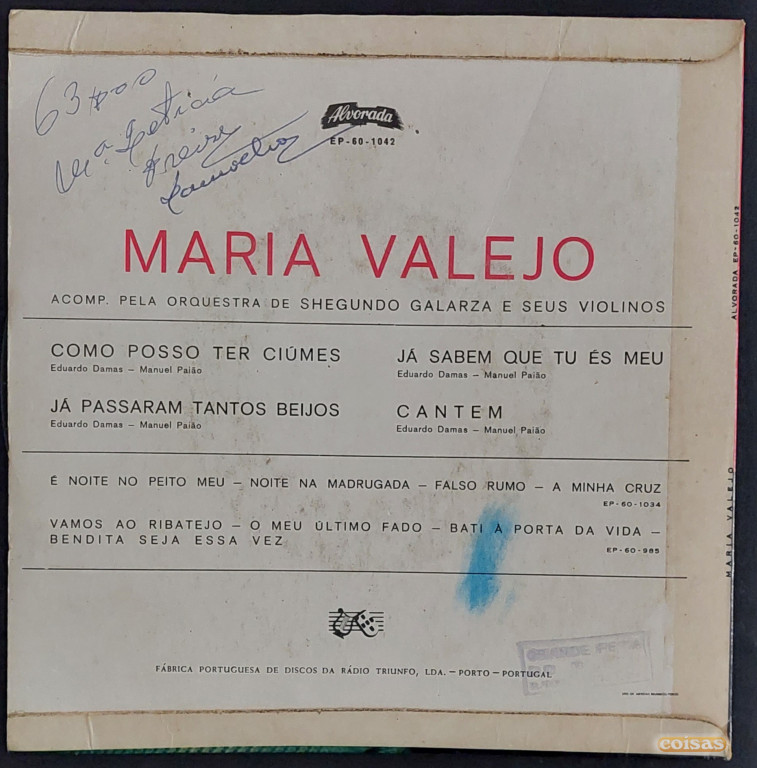 63$00
Mª. Letícia
Freire
Alvorada
EP-60-1042
MARIA VALEJO
ACOMP. PELA ORQUESTRA DE SHEGUNDO GALARZA E SEUS VIOLINOS
COMO POSSO TER CIÚMES
Eduardo Damas – Manuel Paião
JÁ SABEM QUE TU ÉS MEU
Eduardo Damas – Manuel Paião
JÁ PASSARAM TANTOS BEIJOS
Eduardo Damas – Manuel Paião
CANTEM
Eduardo Damas – Manuel Paião
É NOITE NO PEITO MEU – NOITE NA MADRUGADA – FALSO RUMO – A MINHA CRUZ
EP-60-1034
VAMOS AO RIBATEJO – O MEU ÚLTIMO FADO – BATI À PORTA DA VIDA –
BENDITA SEJA ESSA VEZ
EP-60-985
FÁBRICA PORTUGUESA DE DISCOS DA RÁDIO TRIUNFO, LDA. – PORTO – PORTUGAL
ALVORADA EP-60-1042
MARIA VALEJO
coisas